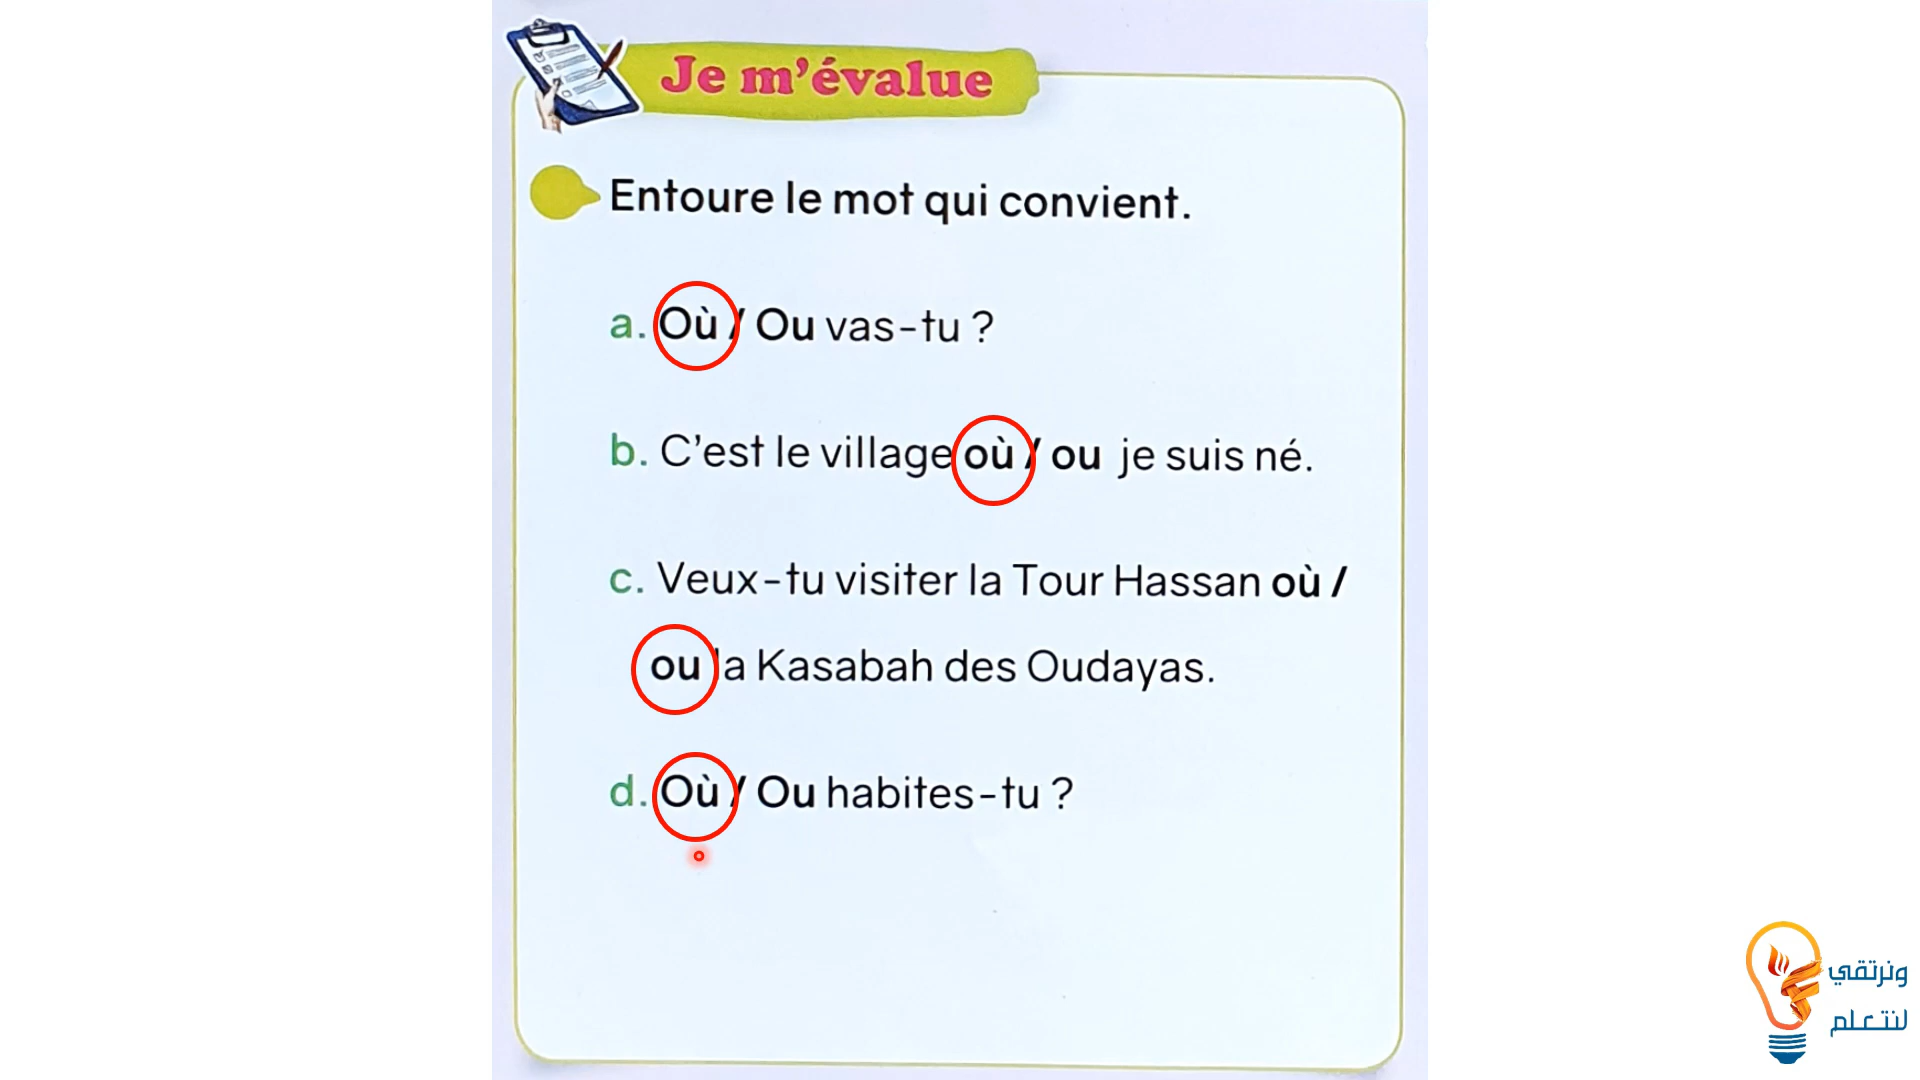 Je m'évalue
Entoure le mot qui convient.
a. Où / Ou vas-tu ?
b. C'est le village où / ou je suis né.
c. Veux-tu visiter la Tour Hassan où /
ou la Kasabah des Oudayas.
d. Où / Ou habites-tu ?
ونرتقي
لنتعلم